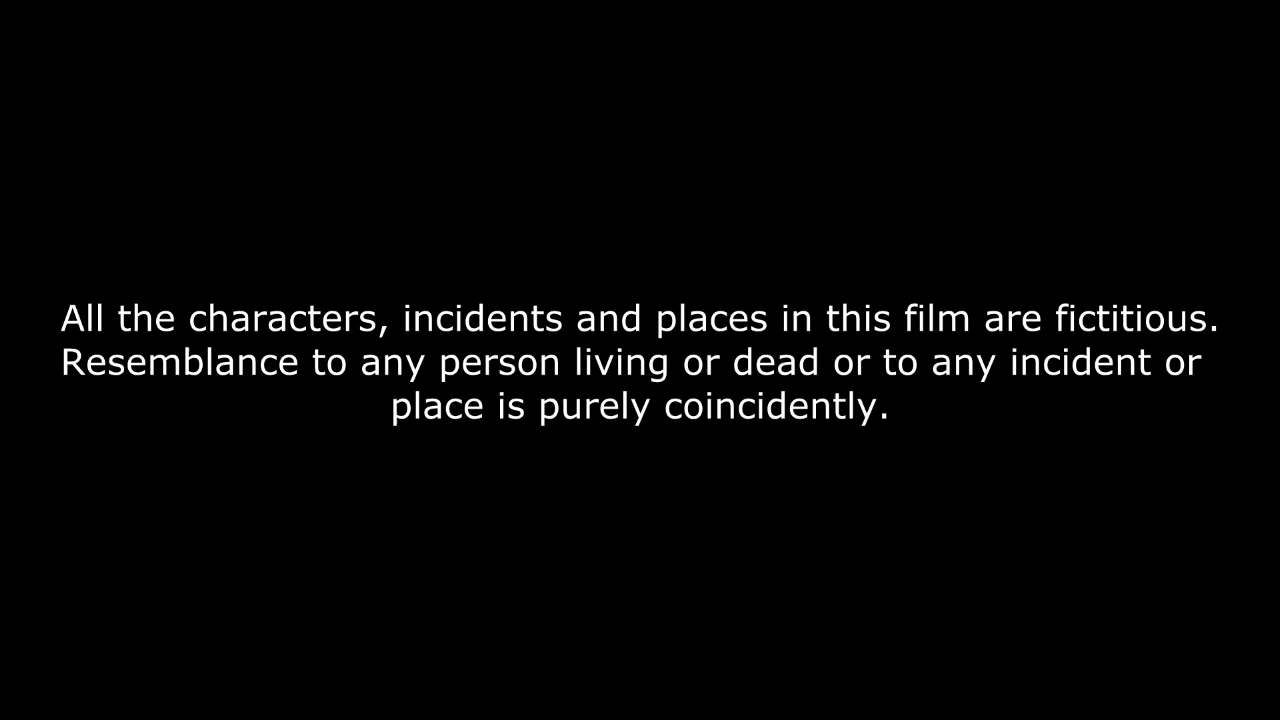 All the characters, incidents and places in this film are fictitious.
Resemblance to any person living or dead or to any incident or
place is purely coincidently.